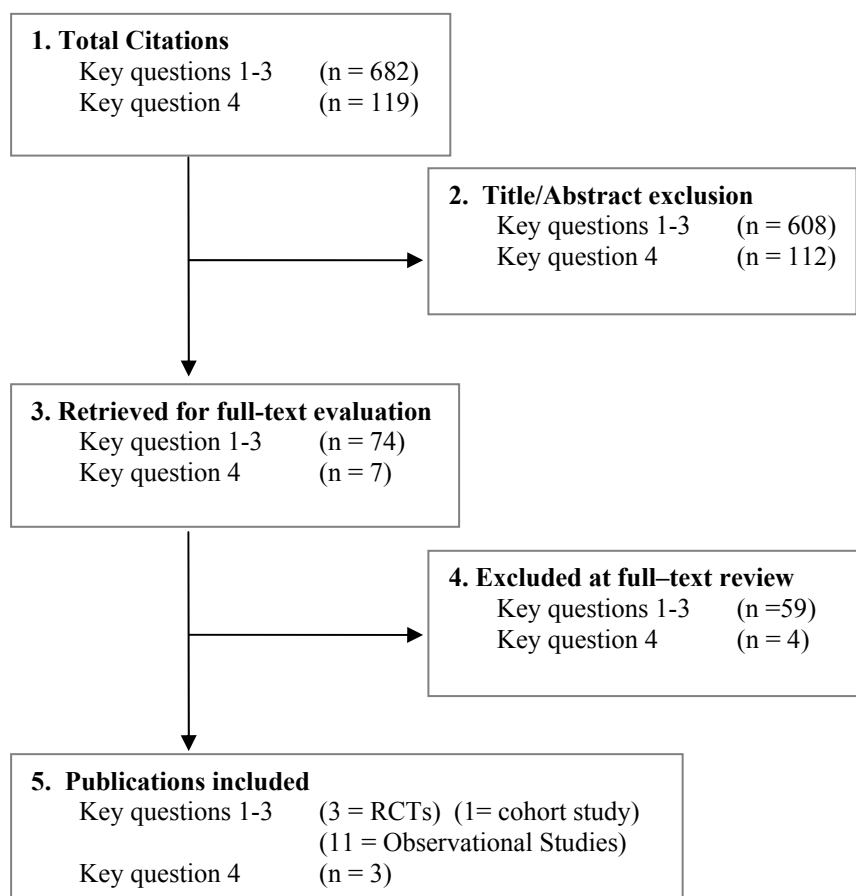 1. Total Citations
Key questions 1-3 (n = 682)
Key question 4 (n = 119)
2. Title/Abstract exclusion
Key questions 1-3 (n = 608)
Key question 4 (n = 112)
3. Retrieved for full-text evaluation
Key question 1-3 (n = 74)
Key question 4 (n = 7)
4. Excluded at full–text review
Key questions 1-3 (n =59)
Key question 4 (n = 4)
5. Publications included
Key questions 1-3 (3 = RCTs) (1= cohort study)
(11 = Observational Studies)
Key question 4 (n = 3)